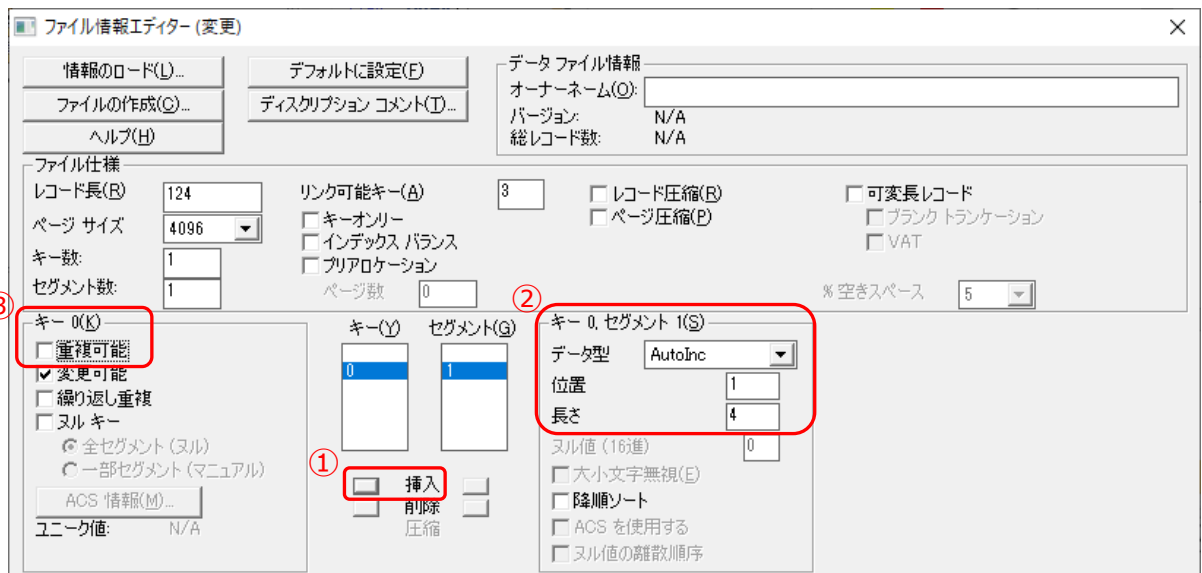 ファイル情報エディター (変更)
情報のロード(L)...
デフォルトに設定(F)
ファイルの作成(C)...
ディスクリプション コメント(T)...
ヘルプ(H)
データ ファイル情報
オーナーネーム(O):
バージョン: N/A
総レコード数: N/A
ファイル仕様
レコード長(R) 124
ページ サイズ 4096
キー数: 1
セグメント数: 1
リンク可能キー(A) 3
キーオンリー
インデックス バランス
プリアロケーション
ページ数 0
レコード圧縮(R)
ページ圧縮(P)
可変長レコード
ブランク トランケーション
VAT
% 空きスペース 5
③
キー 0(K)
重複可能
変更可能
繰り返し重複
ヌル キー
全セグメント (ヌル)
一部セグメント (マニュアル)
ACS 情報(M)...
ユニーク値: N/A
キー(Y) セグメント(G)
0 1
①
挿入
削除
圧縮
②
キー 0, セグメント 1(S)
データ型 AutoInc
位置 1
長さ 4
ヌル値 (16進) 0
大小文字無視(E)
降順ソート
ACS を使用する
ヌル値の離散順序